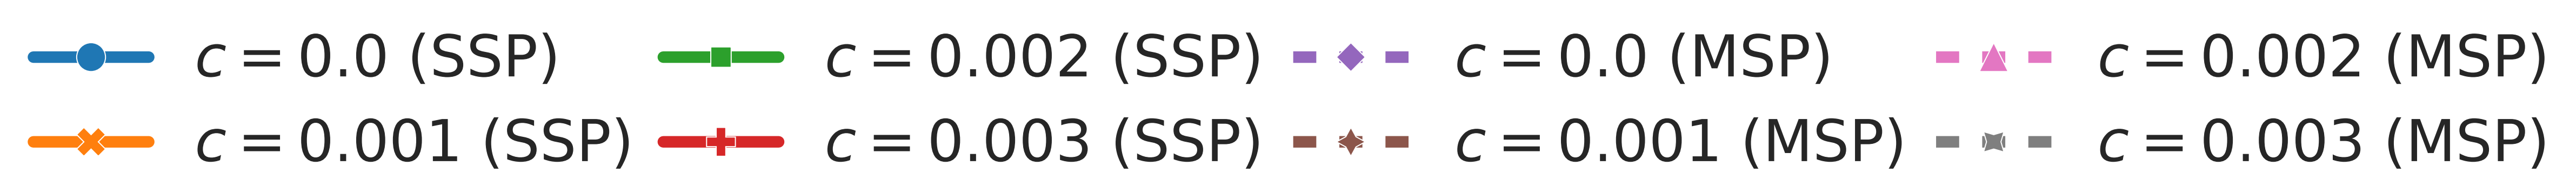 c = 0.0 (SSP) c = 0.002 (SSP) c = 0.0 (MSP) c = 0.002 (MSP)
c = 0.001 (SSP) c = 0.003 (SSP) c = 0.001 (MSP) c = 0.003 (MSP)